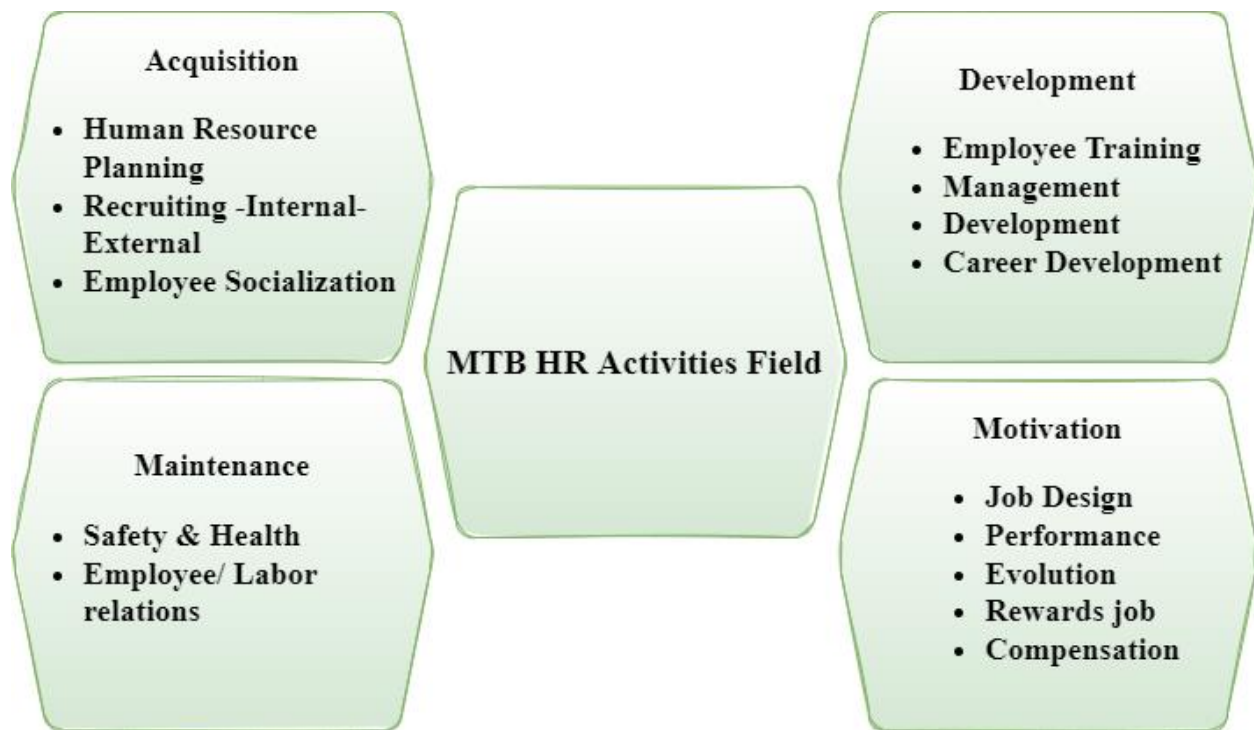 Acquisition
• Human Resource
Planning
• Recruiting -Internal-
External
• Employee Socialization
Development
• Employee Training
• Management
• Development
• Career Development
MTB HR Activities Field
Maintenance
• Safety & Health
• Employee/ Labor
relations
Motivation
• Job Design
• Performance
• Evolution
• Rewards job
• Compensation